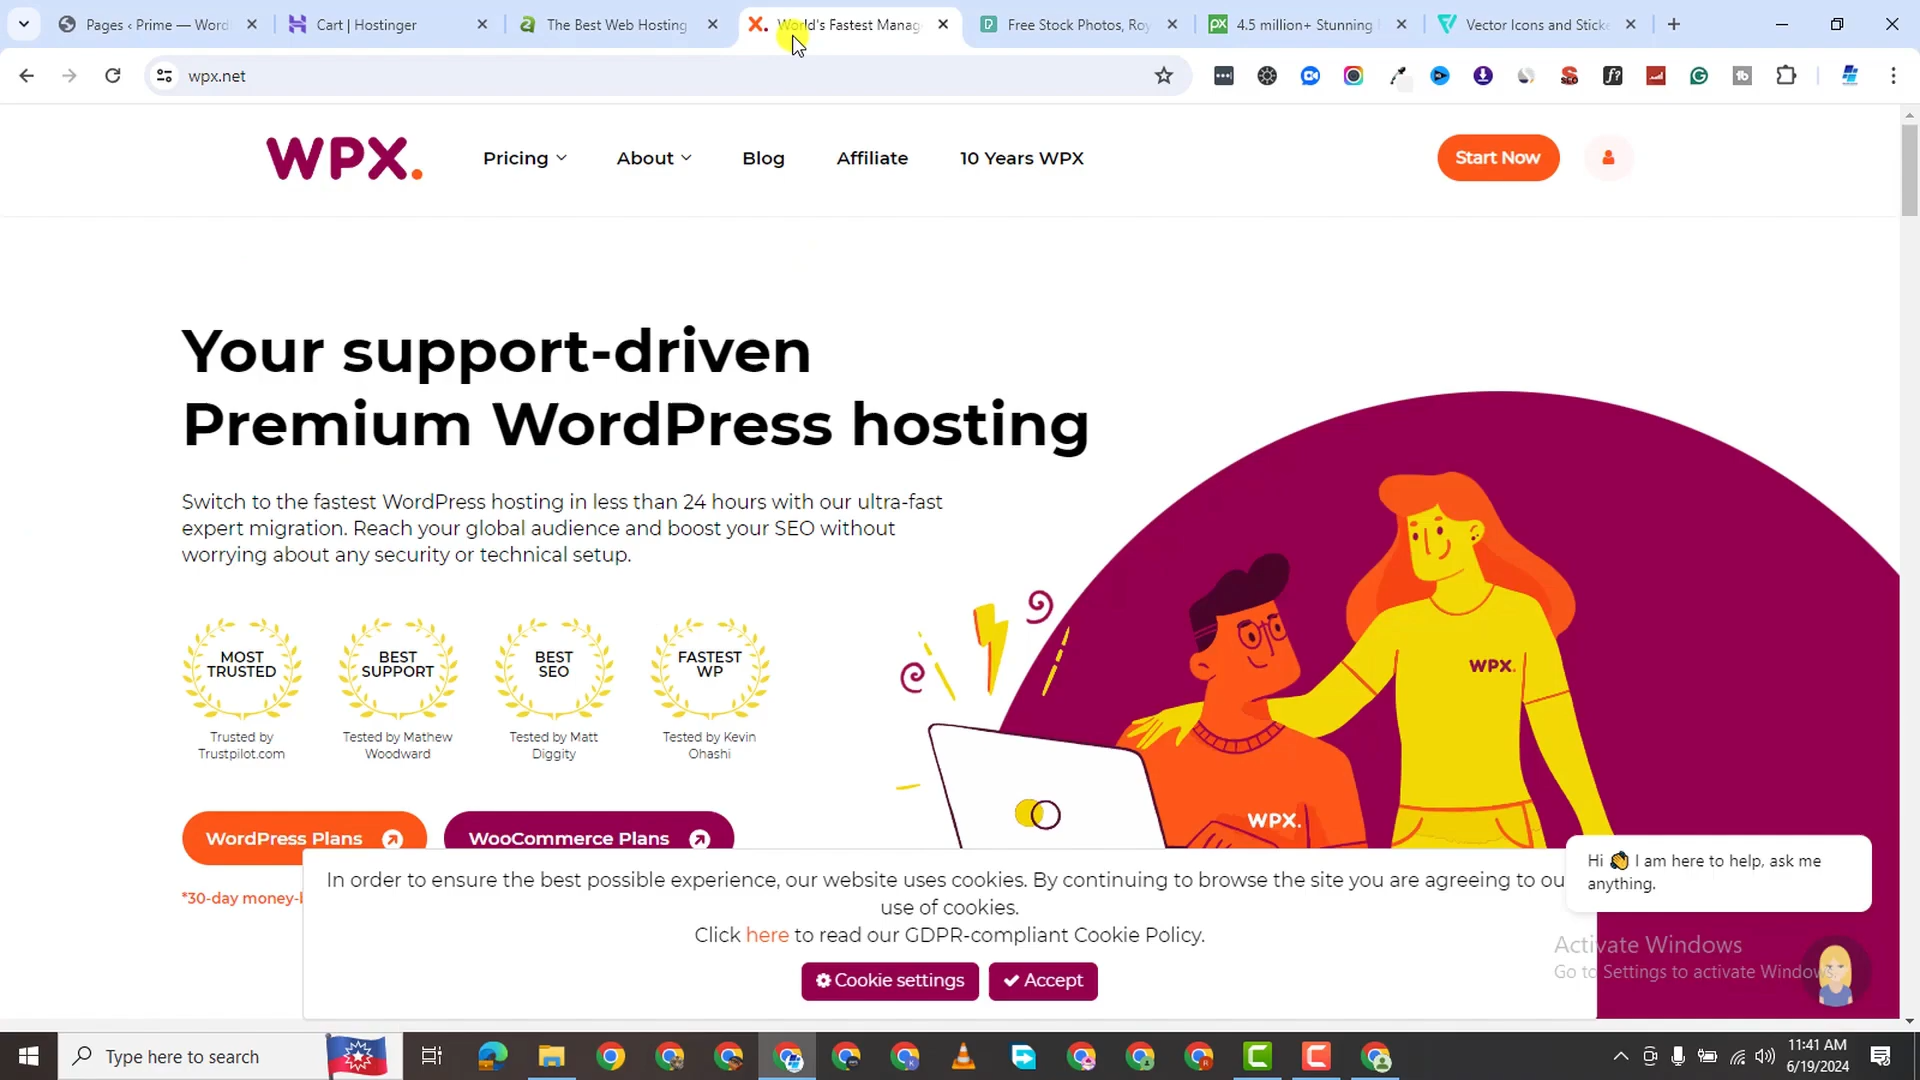 Pages ‹ Prime — Word
Cart | Hostinger
The Best Web Hosting
World's Fastest Manag
Free Stock Photos, Roy
4.5 million+ Stunning
Vector Icons and Sticke
wpx.net
WPX.
Pricing
About
Blog
Affiliate
10 Years WPX
Start Now
Your support-driven
Premium WordPress hosting
Switch to the fastest WordPress hosting in less than 24 hours with our ultra-fast
expert migration. Reach your global audience and boost your SEO without
worrying about any security or technical setup.
MOST
TRUSTED
BEST
SUPPORT
BEST
SEO
FASTEST
WP
Trusted by
Trustpilot.com
Tested by Mathew
Woodward
Tested by Matt
Diggity
Tested by Kevin
Ohashi
WPX.
WPX.
WordPress Plans
WooCommerce Plans
*30-day money-b
In order to ensure the best possible experience, our website uses cookies. By continuing to browse the site you are agreeing to ou
use of cookies.
Click here to read our GDPR-compliant Cookie Policy.
Cookie settings
Accept
Hi 👋 I am here to help, ask me
anything.
Activate Windows
Go to Settings to activate Windows.
Type here to search
11:41 AM
6/19/2024